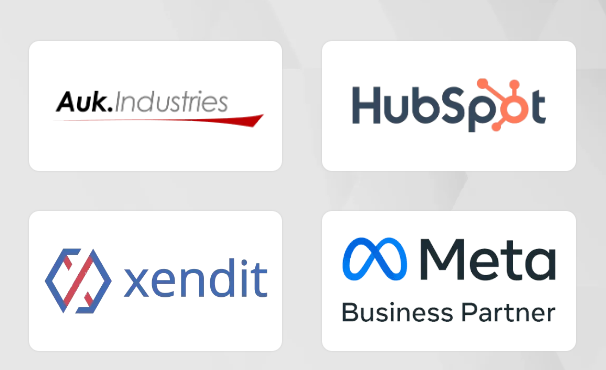 Auk.Industries
HubSpot
xendit
Meta
Business Partner